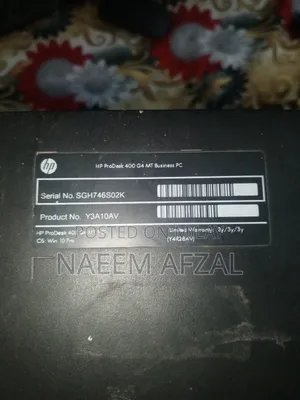 hp
HP ProDesk 400 G4 MT Business PC
Serial No. SGH746S02K
Product No. Y3A10AV
POSTED ON
NAEEM AFZAL
HP ProDesk 400
Limited Warranty: 3y/3y/3y
OS: Win 10 Pro